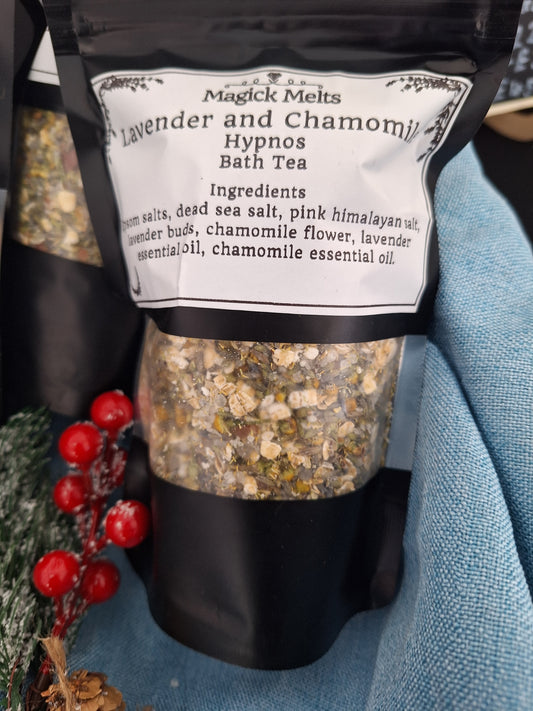 Magick Melts
Lavender and Chamomil
Hypnos
Bath Tea
Ingredients
som salts, dead sea salt, pink himalayan salt,
lavender buds, chamomile flower, lavender
essential oil, chamomile essential oil.